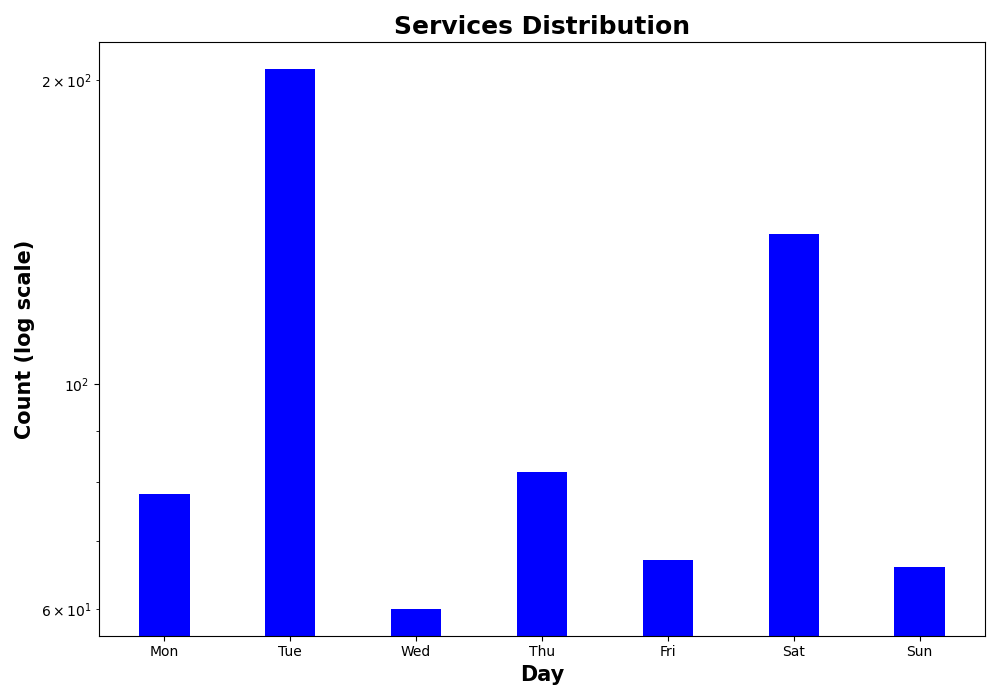 Services Distribution
Count (log scale)
2 × 10²
10²
6 × 10¹
Mon Tue Wed Thu Fri Sat Sun
Day